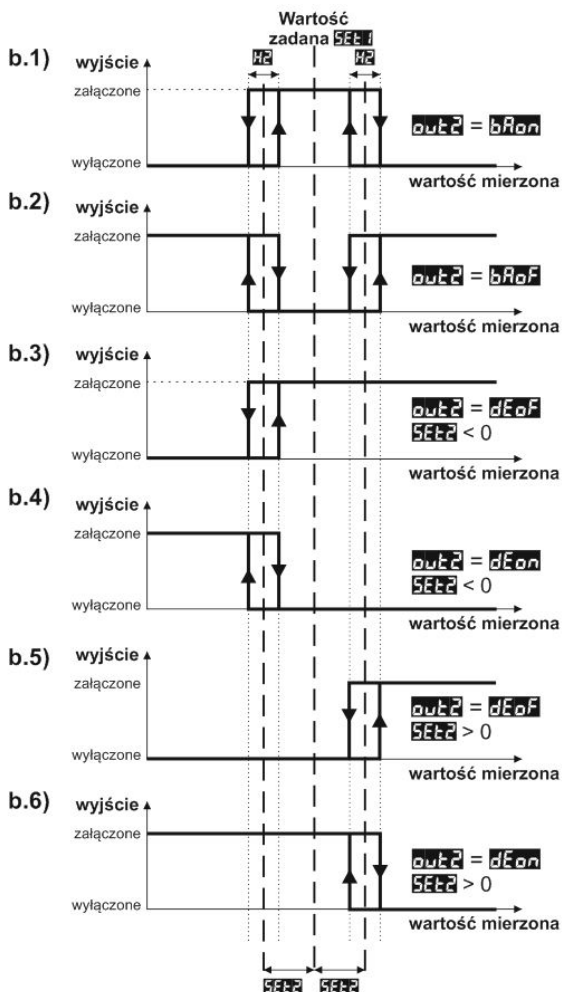 Wartość
zadana SEt1
H2 H2
b.1) wyjście
załączone
out2 = bAon
wyłączone
wartość mierzona
b.2) wyjście
załączone
out2 = bAoF
wyłączone
wartość mierzona
b.3) wyjście
załączone
out2 = dEoF
SEt2 < 0
wyłączone
wartość mierzona
b.4) wyjście
załączone
out2 = dEon
SEt2 < 0
wyłączone
wartość mierzona
b.5) wyjście
załączone
out2 = dEoF
SEt2 > 0
wyłączone
wartość mierzona
b.6) wyjście
załączone
out2 = dEon
SEt2 > 0
wyłączone
wartość mierzona
SEt2 SEt2